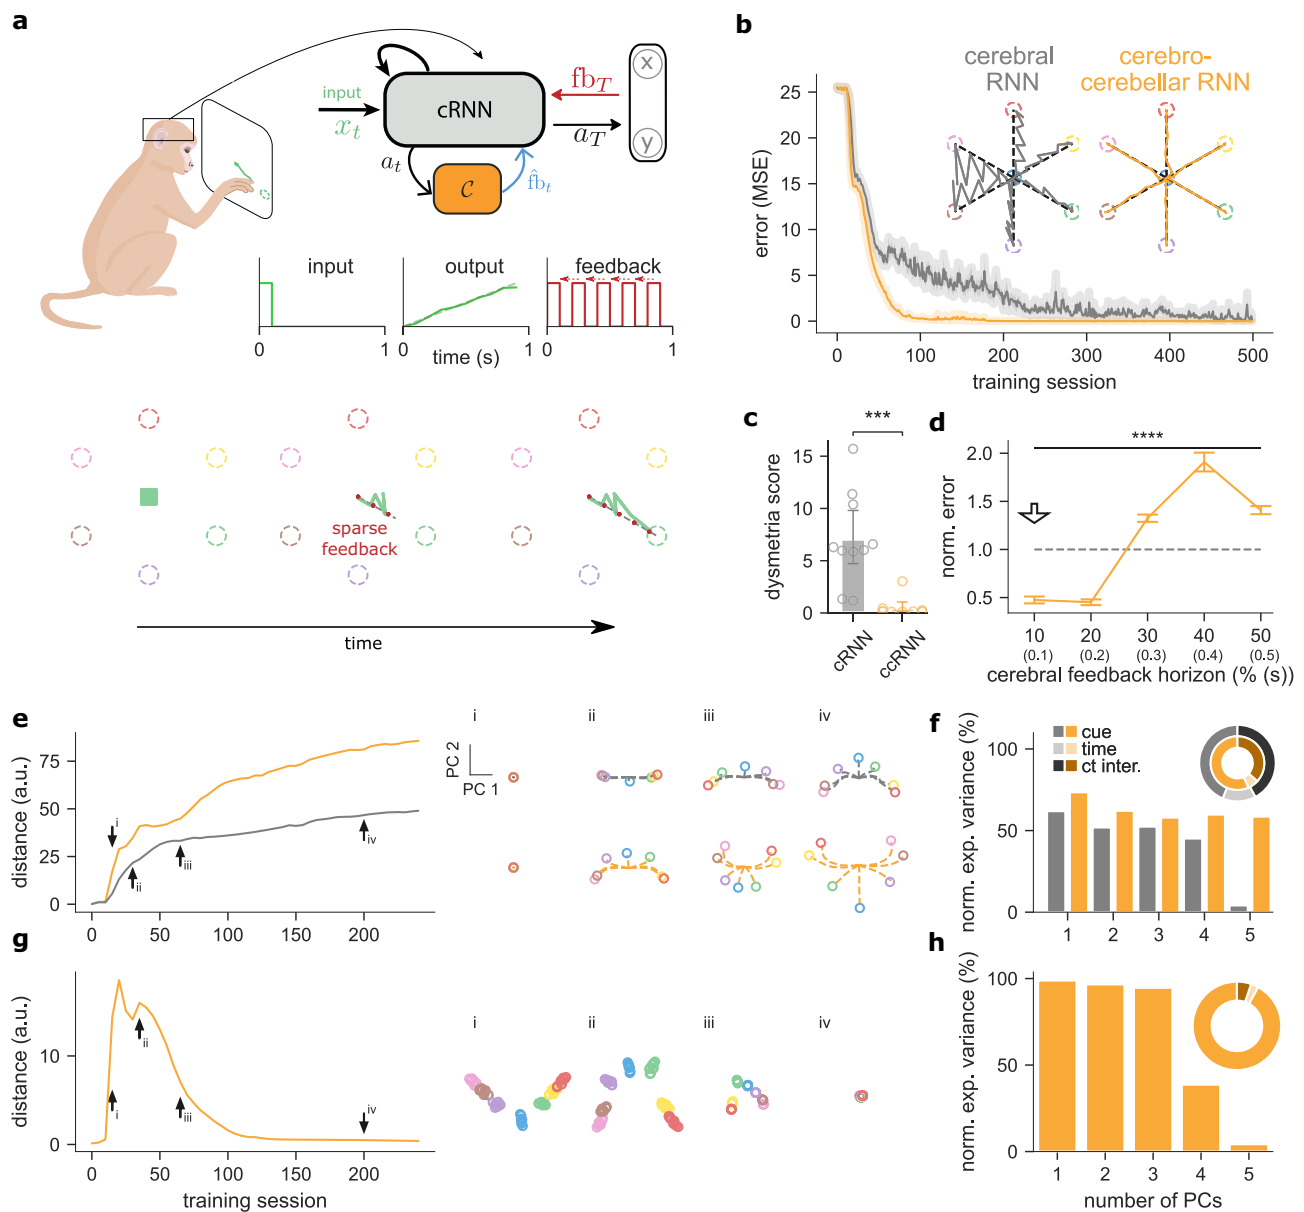 a
input
x_t
cRNN
fb_T
a_T
x
y
a_t
C
f̂b_t
input
output
feedback
0
1
0
1
0
1
time (s)
sparse
feedback
time
b
cerebral
RNN
cerebro-
cerebellar RNN
error (MSE)
25
20
15
10
5
0
0
100
200
300
400
500
training session
c
***
dysmetria score
15
10
5
0
cRNN
ccRNN
d
****
norm. error
2.0
1.5
1.0
0.5
10
20
30
40
50
(0.1)
(0.2)
(0.3)
(0.4)
(0.5)
cerebral feedback horizon (% (s))
e
distance (a.u.)
75
50
25
0
i
ii
iii
iv
0
50
100
150
200
i
ii
iii
iv
PC 2
PC 1
f
norm. exp. variance (%)
100
50
0
cue
time
ct inter.
1
2
3
4
5
g
distance (a.u.)
10
0
i
ii
iii
iv
0
50
100
150
200
training session
i
ii
iii
iv
h
norm. exp. variance (%)
100
50
0
1
2
3
4
5
number of PCs